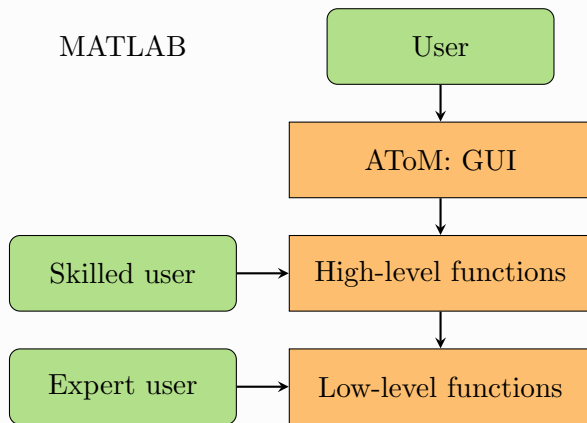 MATLAB
User
AToM: GUI
Skilled user
High-level functions
Expert user
Low-level functions